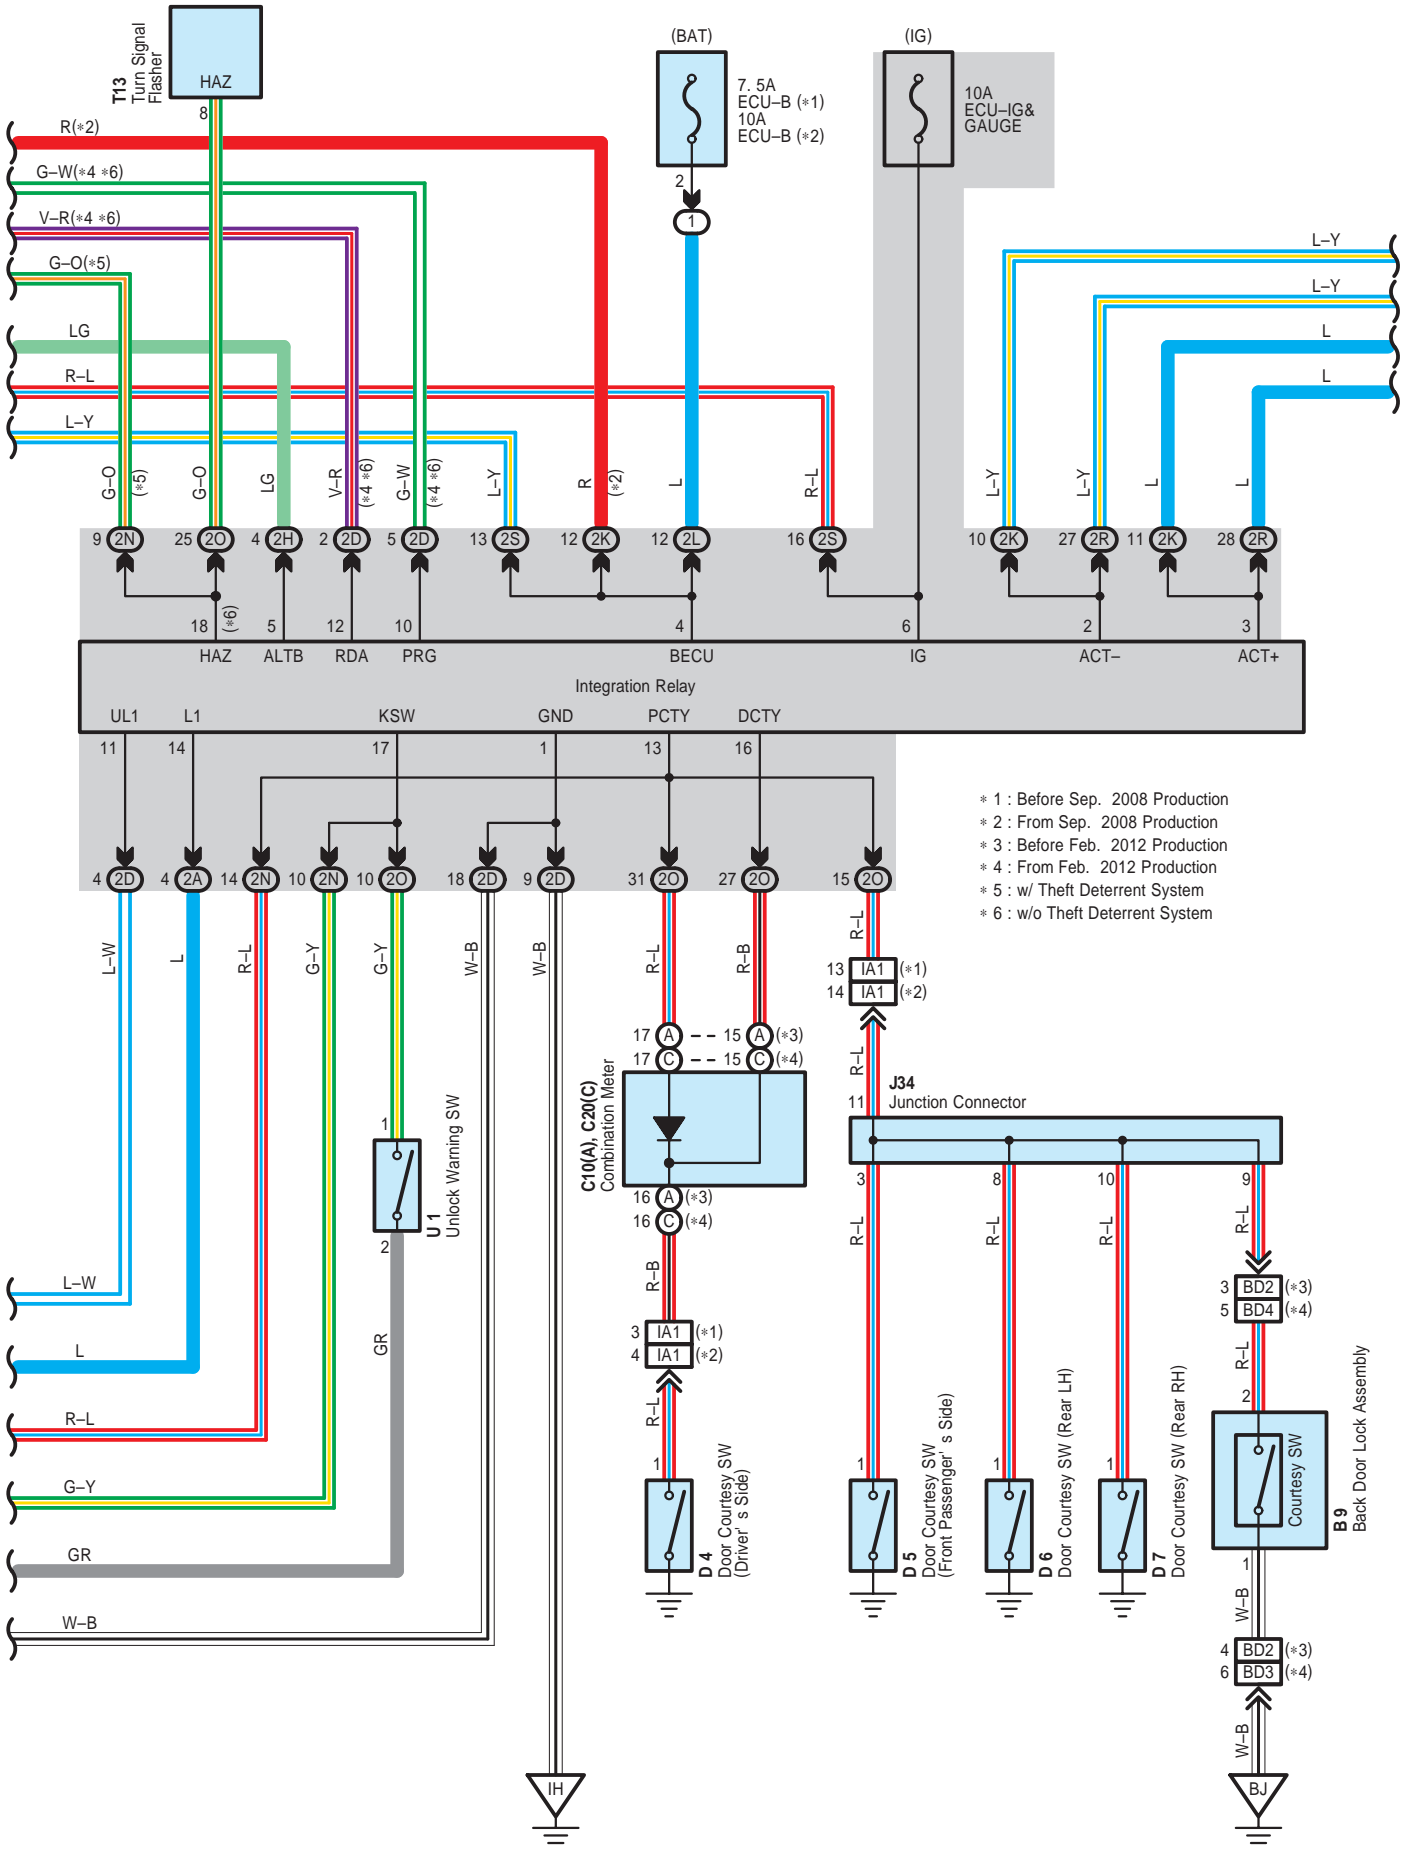 T13
Turn Signal
Flasher
HAZ
8
(BAT)
7. 5A
ECU–B (∗1)
10A
ECU–B (∗2)
2
1
(IG)
10A
ECU–IG&
GAUGE
R(∗2)
G–W(∗4 ∗6)
V–R(∗4 ∗6)
G–O(∗5)
LG
R–L
L–Y
L–Y
L–Y
L
L
G–O
(∗5)
G–O
LG
V–R
(∗4 ∗6)
G–W
(∗4 ∗6)
L–Y
R
(∗2)
L
R–L
L–Y
L–Y
L
L
9 2N
25 2O
4 2H
2 2D
5 2D
13 2S
12 2K
12 2L
16 2S
10 2K
27 2R
11 2K
28 2R
18
(∗6)
5
12
10
4
6
2
3
HAZ
ALTB
RDA
PRG
BECU
IG
ACT–
ACT+
Integration Relay
UL1
L1
KSW
GND
PCTY
DCTY
11
14
17
1
13
16
∗ 1 : Before Sep. 2008 Production
∗ 2 : From Sep. 2008 Production
∗ 3 : Before Feb. 2012 Production
∗ 4 : From Feb. 2012 Production
∗ 5 : w/ Theft Deterrent System
∗ 6 : w/o Theft Deterrent System
4 2D
4 2A
14 2N
10 2N
10 2O
18 2D
9 2D
31 2O
27 2O
15 2O
L–W
L
R–L
G–Y
G–Y
W–B
W–B
R–L
R–B
R–L
13 IA1 (∗1)
14 IA1 (∗2)
R–L
17 A – – 15 A (∗3)
17 C – – 15 C (∗4)
C10(A), C20(C)
Combination Meter
16 A (∗3)
16 C (∗4)
J34
Junction Connector
11
3
8
10
9
1
U 1
Unlock Warning SW
2
GR
R–B
3 IA1 (∗1)
4 IA1 (∗2)
R–L
1
D 4
Door Courtesy SW
(Driver' s Side)
R–L
1
D 5
Door Courtesy SW
(Front Passenger' s Side)
R–L
1
D 6
Door Courtesy SW (Rear LH)
R–L
1
D 7
Door Courtesy SW (Rear RH)
R–L
3 BD2 (∗3)
5 BD4 (∗4)
R–L
2
Courtesy SW
B 9
Back Door Lock Assembly
1
W–B
4 BD2 (∗3)
6 BD3 (∗4)
W–B
BJ
L–W
L
R–L
G–Y
GR
W–B
IH